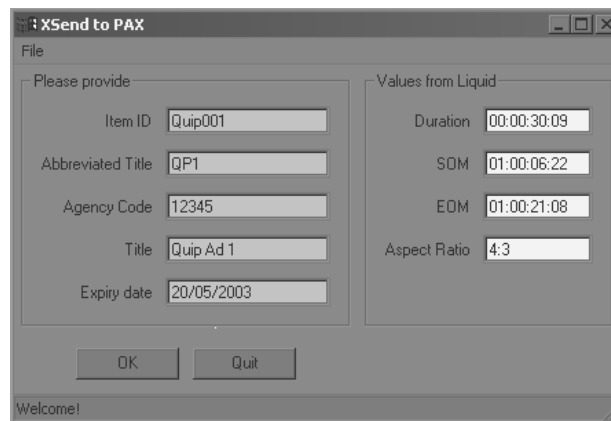 XSend to PAX
File
Please provide
Item ID Quip001
Abbreviated Title QP1
Agency Code 12345
Title Quip Ad 1
Expiry date 20/05/2003
Values from Liquid
Duration 00:00:30:09
SOM 01:00:06:22
EOM 01:00:21:08
Aspect Ratio 4:3
OK Quit
Welcome!